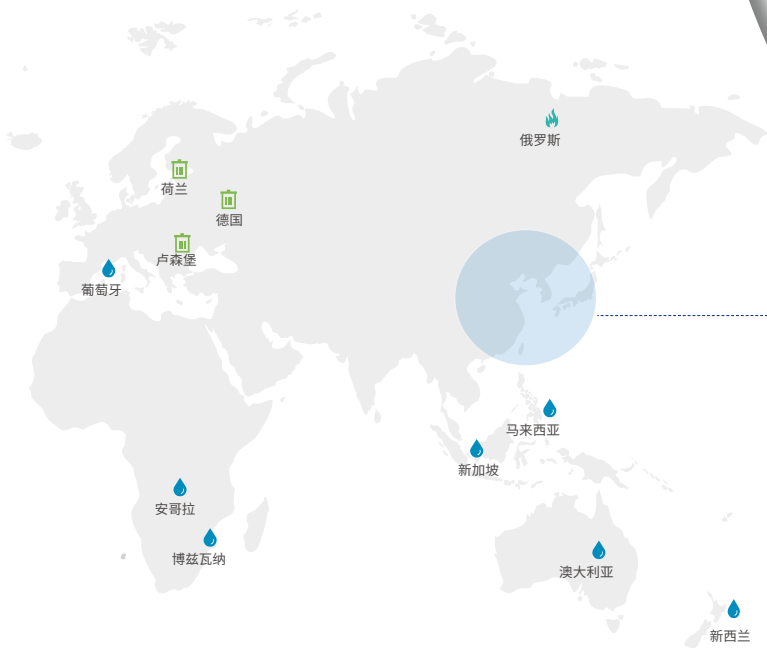 俄罗斯
荷兰
德国
卢森堡
葡萄牙
马来西亚
新加坡
安哥拉
博兹瓦纳
澳大利亚
新西兰